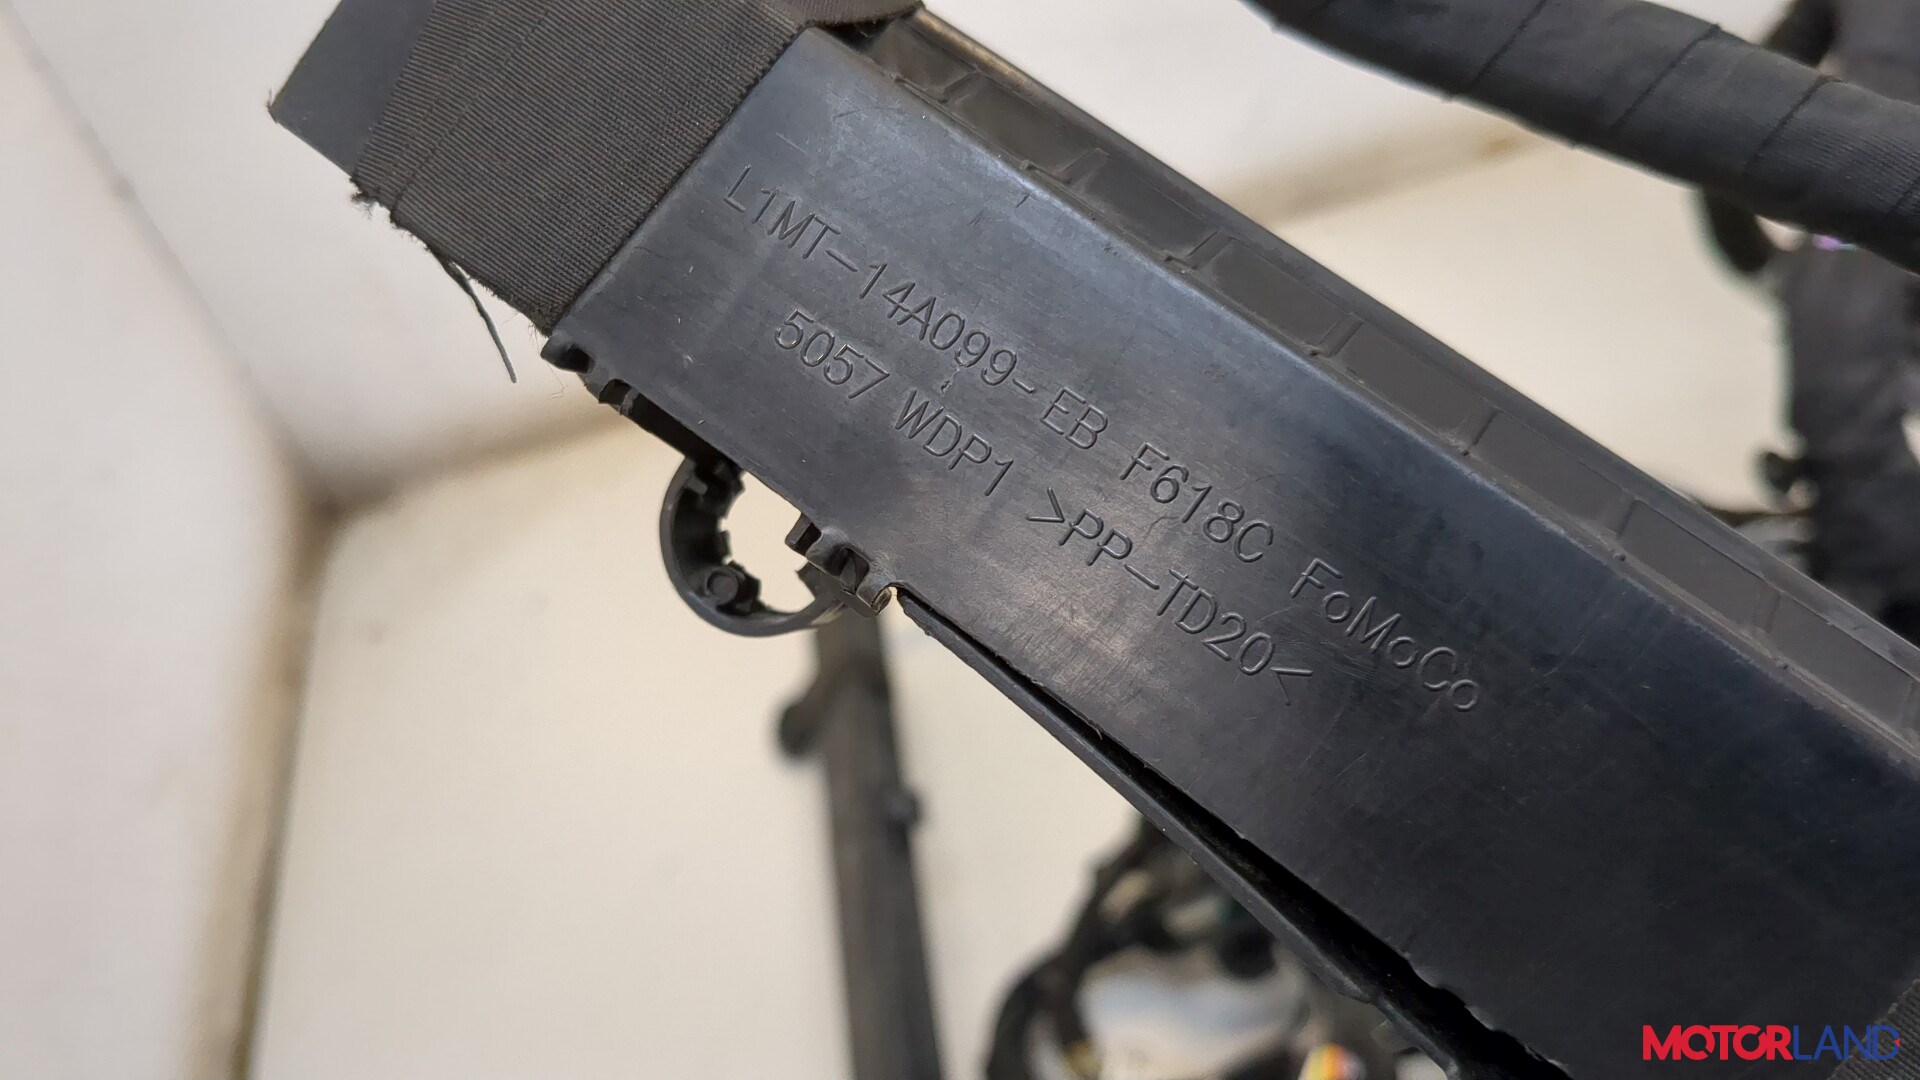 L1MT-14A099-EB F618C FoMoCo
5057 WDP1 >PP-TD20<
MOTORLAND